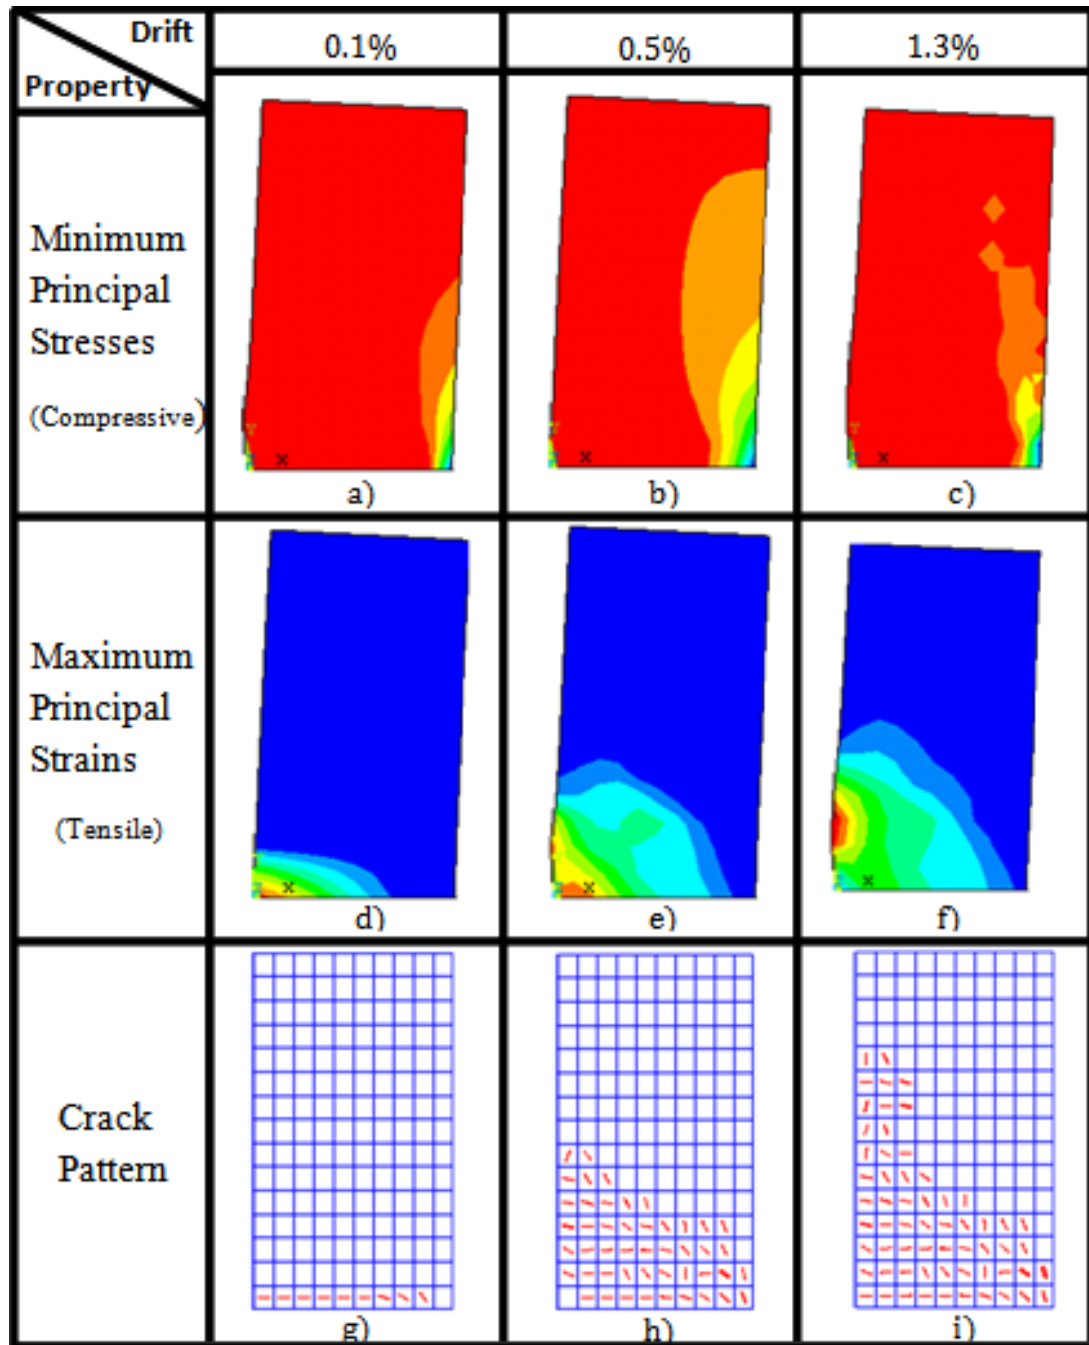 Drift
Property
0.1%
0.5%
1.3%
Minimum
Principal
Stresses
(Compressive)
x
x
x
a)
b)
c)
Maximum
Principal
Strains
(Tensile)
x
x
x
d)
e)
f)
Crack
Pattern
g)
h)
i)